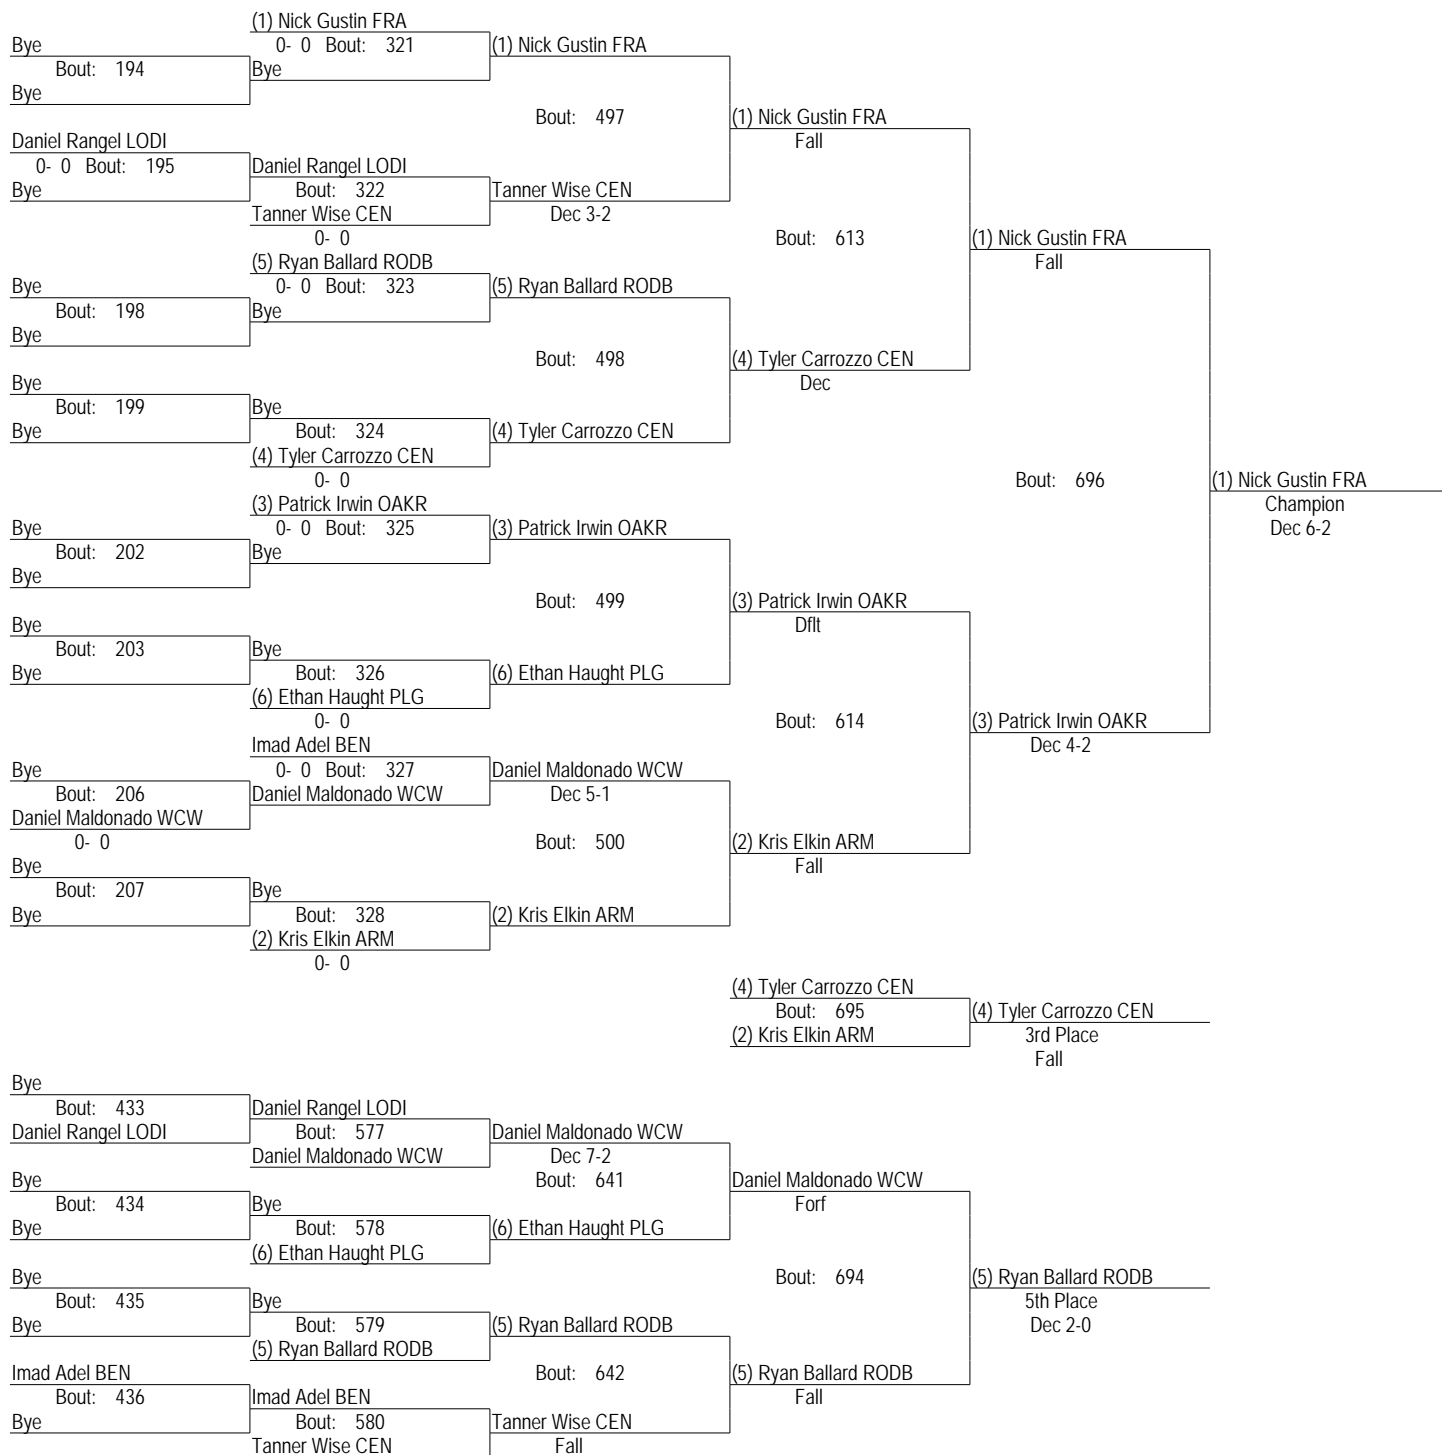 (1) Nick Gustin FRA
Bye
0- 0 Bout: 321
(1) Nick Gustin FRA
Bout: 194
Bye
Bye
Bout: 497
(1) Nick Gustin FRA
Daniel Rangel LODI
Fall
0- 0 Bout: 195
Daniel Rangel LODI
Bye
Bout: 322
Tanner Wise CEN
Tanner Wise CEN
Dec 3-2
0- 0
Bout: 613
(1) Nick Gustin FRA
(5) Ryan Ballard RODB
Fall
Bye
0- 0 Bout: 323
(5) Ryan Ballard RODB
Bout: 198
Bye
Bye
Bout: 498
(4) Tyler Carrozzo CEN
Bye
Dec
Bout: 199
Bye
Bye
Bout: 324
(4) Tyler Carrozzo CEN
(4) Tyler Carrozzo CEN
0- 0
Bout: 696
(1) Nick Gustin FRA
(3) Patrick Irwin OAKR
Champion
Bye
0- 0 Bout: 325
(3) Patrick Irwin OAKR
Dec 6-2
Bout: 202
Bye
Bye
Bout: 499
(3) Patrick Irwin OAKR
Bye
Dflt
Bout: 203
Bye
Bye
Bout: 326
(6) Ethan Haught PLG
(6) Ethan Haught PLG
0- 0
Bout: 614
(3) Patrick Irwin OAKR
Imad Adel BEN
Dec 4-2
Bye
0- 0 Bout: 327
Daniel Maldonado WCW
Bout: 206
Daniel Maldonado WCW
Dec 5-1
Daniel Maldonado WCW
0- 0
Bout: 500
(2) Kris Elkin ARM
Bye
Fall
Bout: 207
Bye
Bye
Bout: 328
(2) Kris Elkin ARM
(2) Kris Elkin ARM
0- 0
(4) Tyler Carrozzo CEN
Bout: 695
(4) Tyler Carrozzo CEN
(2) Kris Elkin ARM
3rd Place
Fall
Bye
Bout: 433
Daniel Rangel LODI
Daniel Rangel LODI
Bout: 577
Daniel Maldonado WCW
Daniel Maldonado WCW
Dec 7-2
Bye
Bout: 641
Daniel Maldonado WCW
Bout: 434
Bye
Forf
Bye
Bout: 578
(6) Ethan Haught PLG
(6) Ethan Haught PLG
Bye
Bout: 694
(5) Ryan Ballard RODB
Bout: 435
Bye
5th Place
Bye
Bout: 579
(5) Ryan Ballard RODB
Dec 2-0
(5) Ryan Ballard RODB
Imad Adel BEN
Bout: 642
(5) Ryan Ballard RODB
Bout: 436
Imad Adel BEN
Fall
Bye
Bout: 580
Tanner Wise CEN
Tanner Wise CEN
Fall